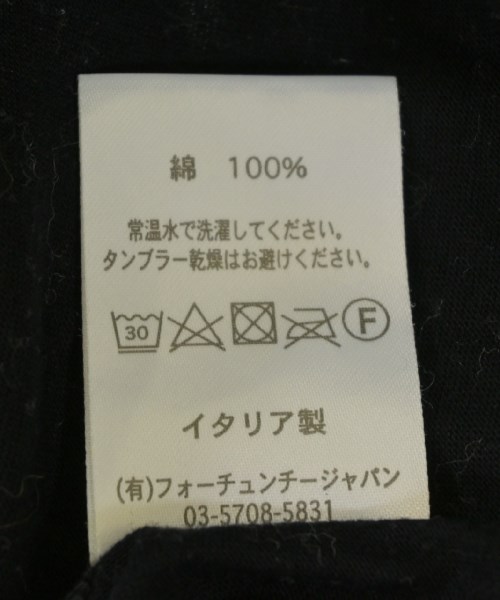 綿 100%
常温水で洗濯してください。
タンブラー乾燥はお避けください。
30 F
イタリア製
(有)フォーチュンチージャパン
03-5708-5831